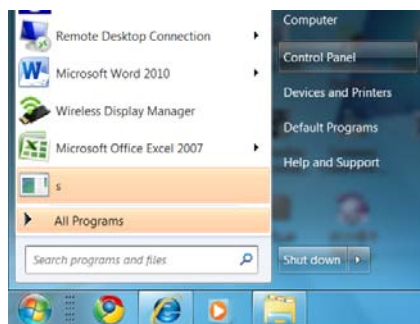 Remote Desktop Connection
Microsoft Word 2010
Wireless Display Manager
Microsoft Office Excel 2007
s
All Programs
Search programs and files
Computer
Control Panel
Devices and Printers
Default Programs
Help and Support
Shut down